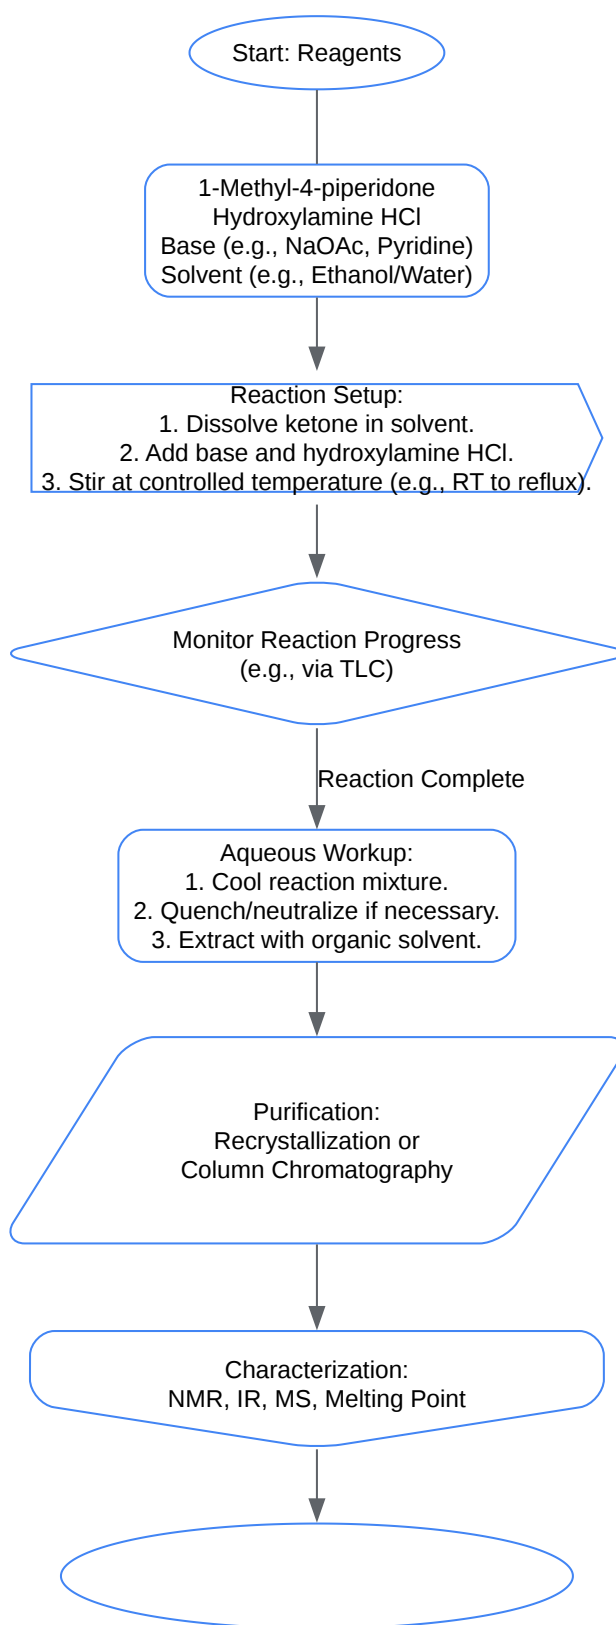 Start: Reagents
1-Methyl-4-piperidone
Hydroxylamine HCl
Base (e.g., NaOAc, Pyridine)
Solvent (e.g., Ethanol/Water)
Reaction Setup:
1. Dissolve ketone in solvent.
2. Add base and hydroxylamine HCl.
3. Stir at controlled temperature (e.g., RT to reflux).
Monitor Reaction Progress
(e.g., via TLC)
Reaction Complete
Aqueous Workup:
1. Cool reaction mixture.
2. Quench/neutralize if necessary.
3. Extract with organic solvent.
Purification:
Recrystallization or
Column Chromatography
Characterization:
NMR, IR, MS, Melting Point